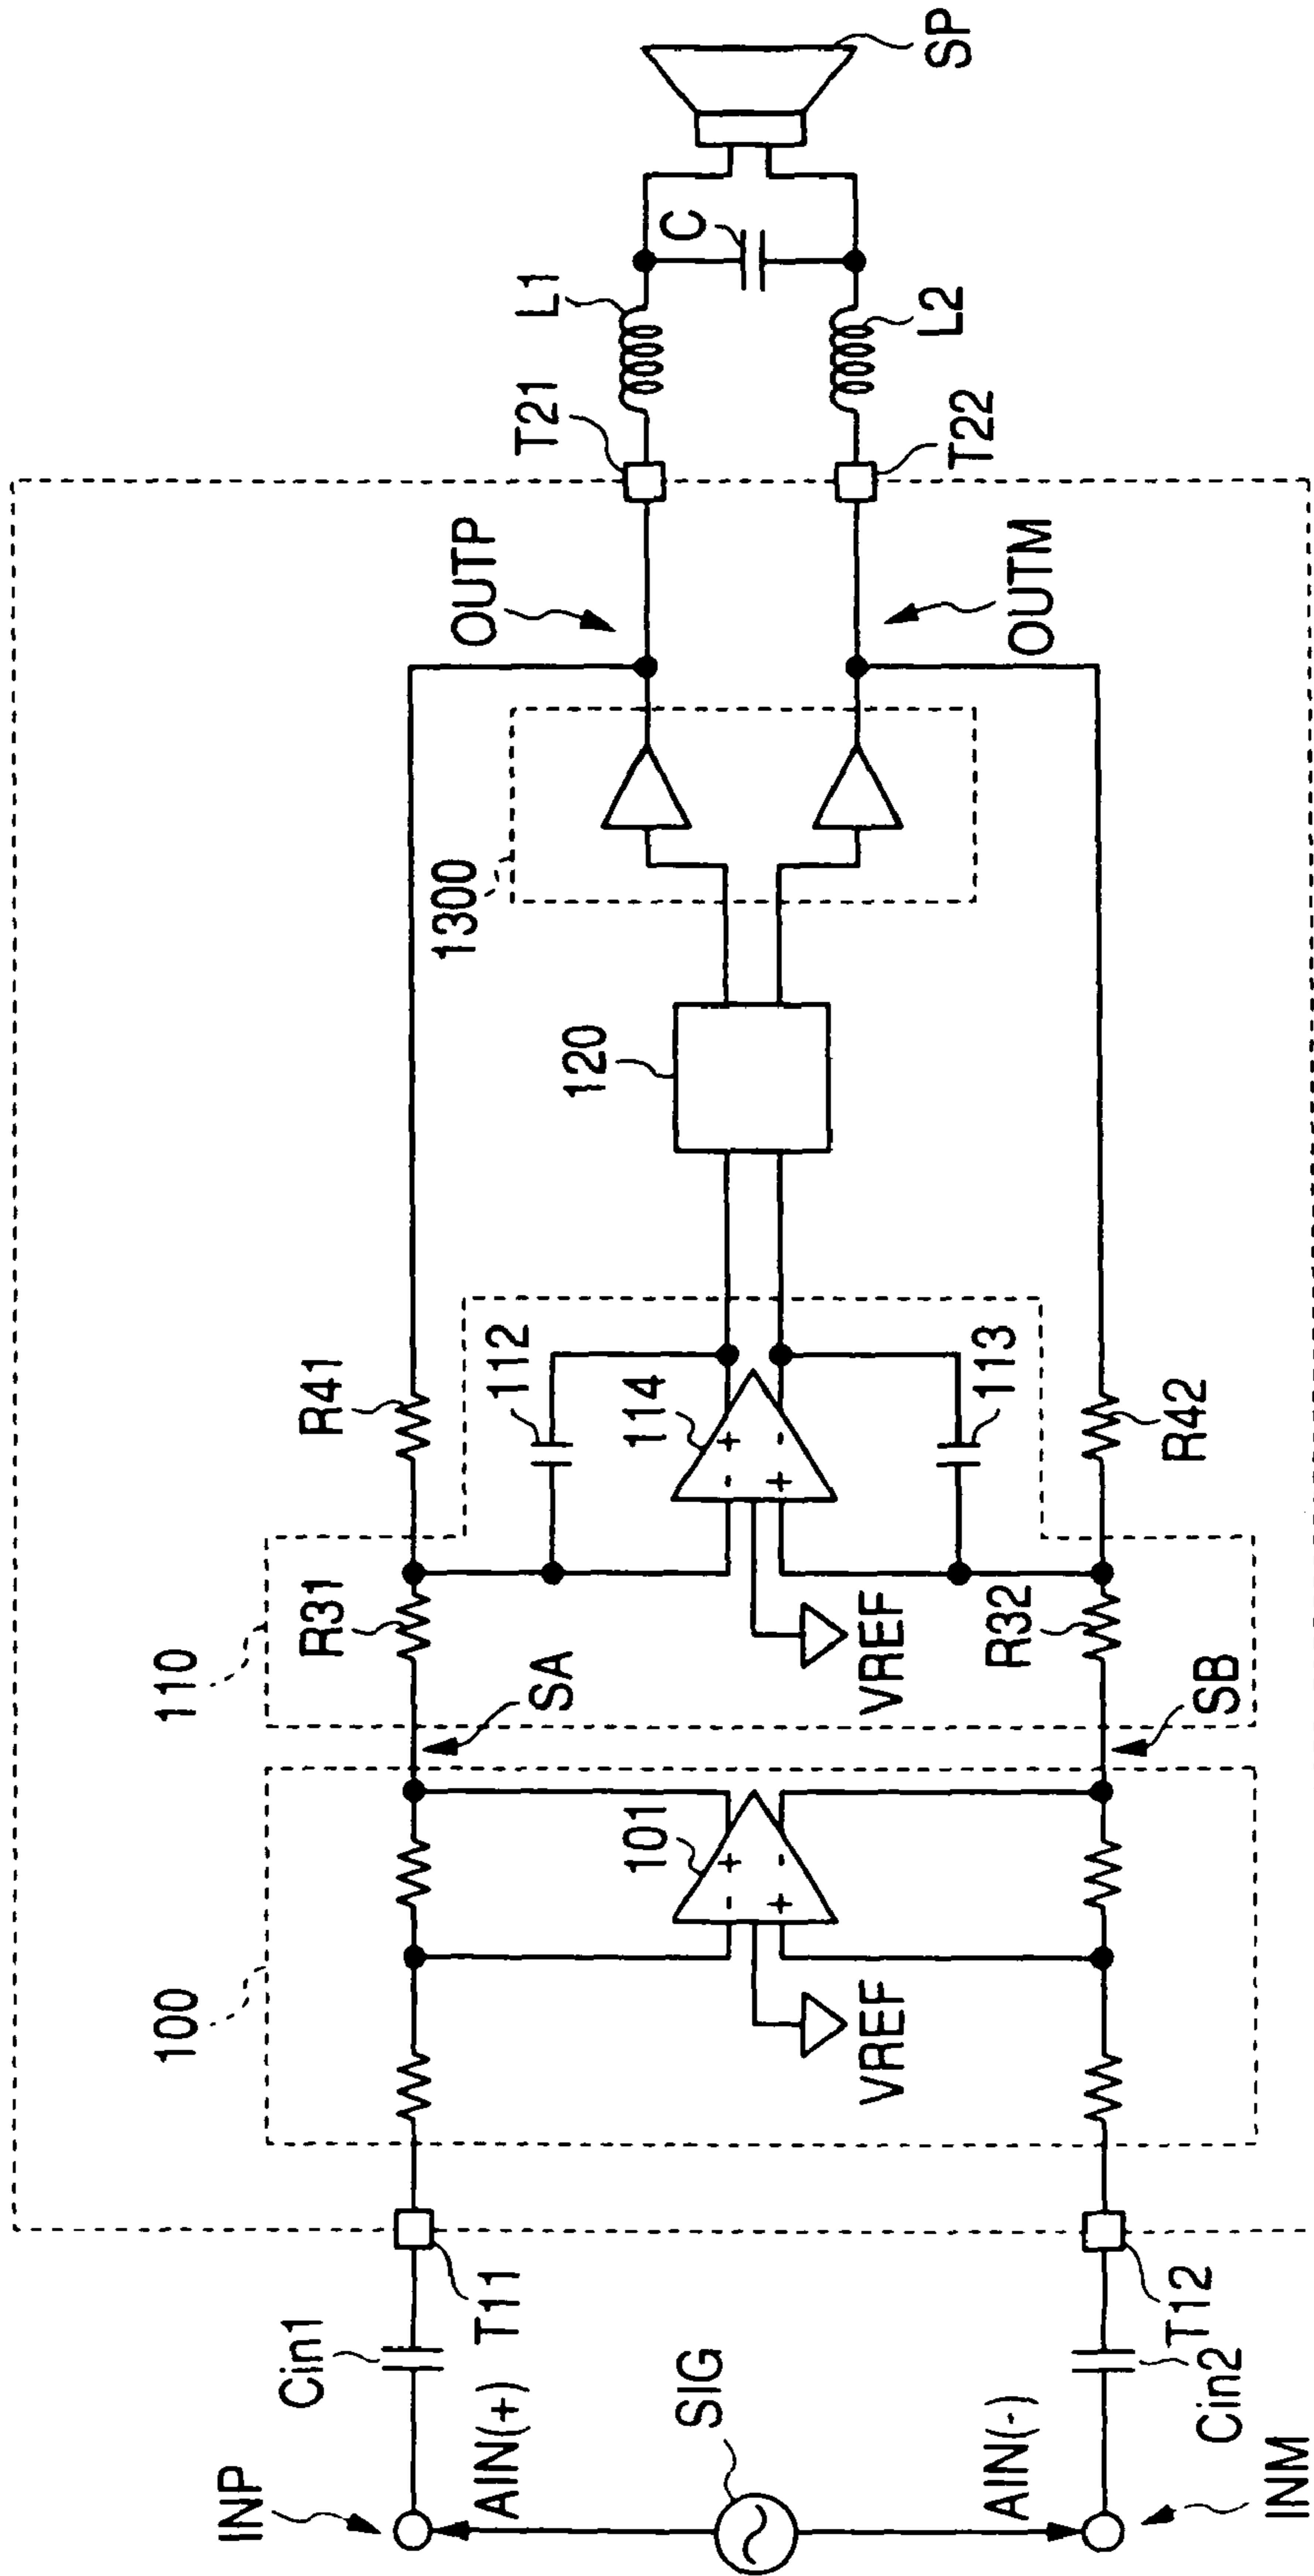 INP
AIN(+)
SIG
AIN(-)
INM
Cin1
T11
Cin2
T12
100
101
+
-
-
+
VREF
SA
SB
110
R31
R32
VREF
112
114
+
-
-
+
113
R41
R42
120
1300
OUTP
OUTM
T21
T22
L1
L2
C
SP